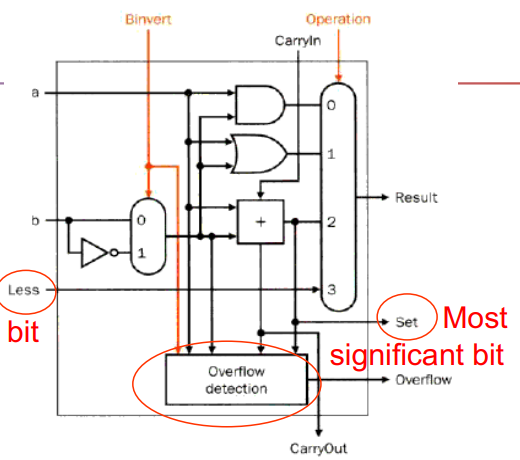 Binvert
Operation
CarryIn
a
0
1
b
0
+
2
Result
1
Less
3
bit
Set
Most
significant bit
Overflow
detection
Overflow
CarryOut